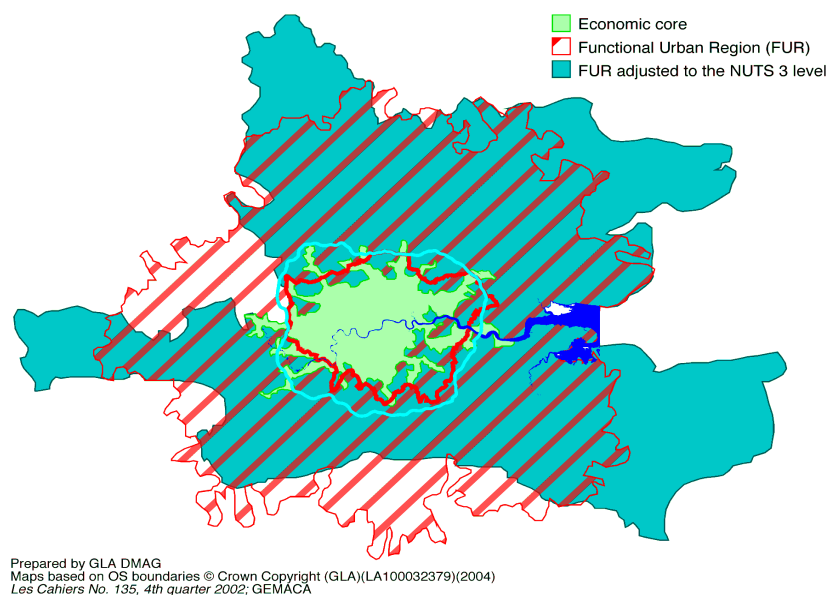 Economic core
Functional Urban Region (FUR)
FUR adjusted to the NUTS 3 level
Prepared by GLA DMAG
Maps based on OS boundaries © Crown Copyright (GLA)(LA100032379)(2004)
Les Cahiers No. 135, 4th quarter 2002; GEMACA